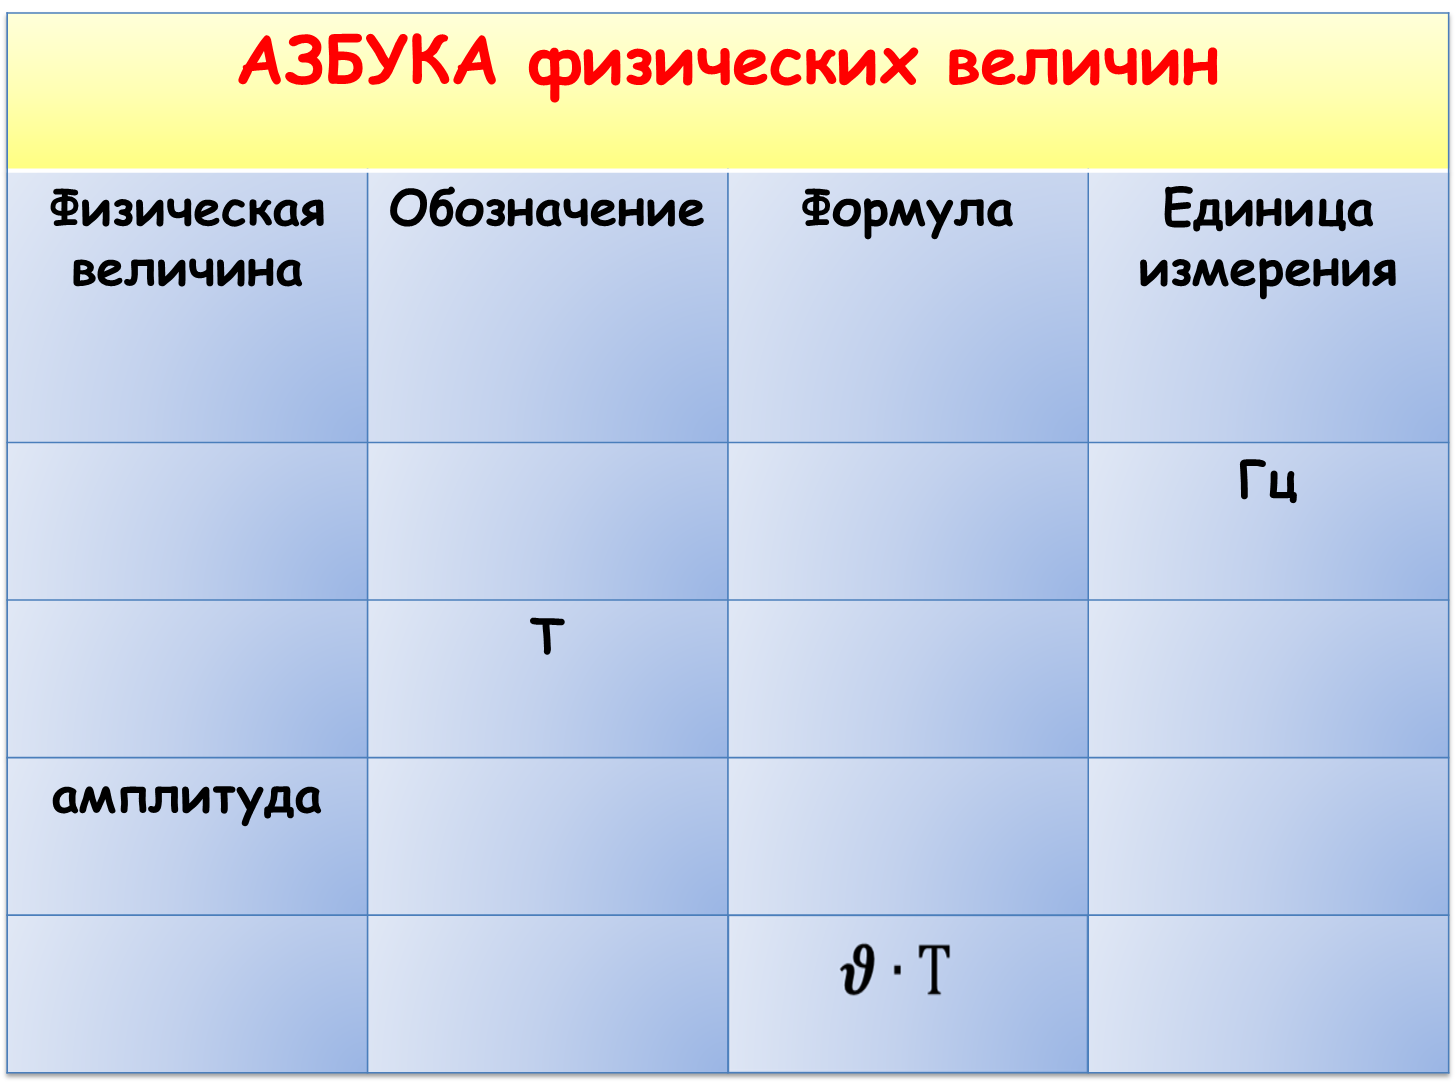 АЗБУКА физических величин
Физическая
величина
Обозначение
Формула
Единица
измерения
Гц
Т
амплитуда
ϑ · T